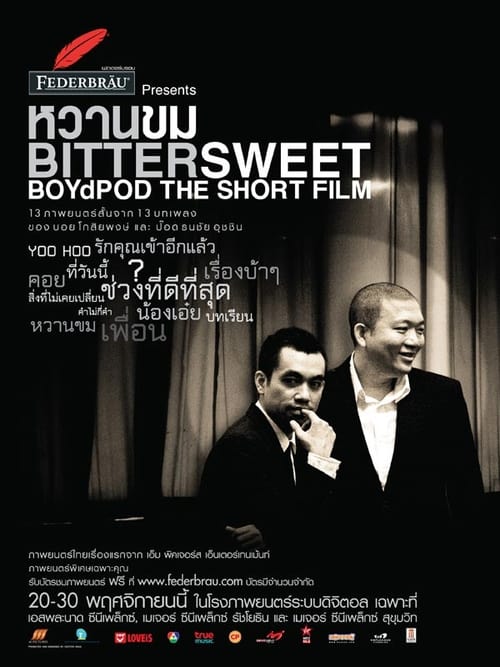 ผลิตภัณฑ์ของ
FEDERBRÄU®
Presents
หวานขม
BITTERSWEET
BOYdPOD THE SHORT FILM
13 ภาพยนตร์สั้นจาก 13 บทเพลง
ของ บอย โกสิยพงษ์ และ ป๊อด ธนชัย อุชชิน
YOO HOO รักคุณเข้าอีกแล้ว
คอย ที่วันนี้ ? เรื่องบ้าๆ
สิ่งที่ไม่เคยเปลี่ยน ช่วงที่ดีที่สุด
คำไม่กี่คำ น้องเอ๋ย บทเรียน
หวานขม เพื่อน
ภาพยนตร์ไทยเรื่องแรกจาก เอ็ม พิคเจอร์ส เอ็นเตอร์เทนเม้นท์
ภาพยนตร์พิเศษเฉพาะคุณ
รับบัตรชมภาพยนตร์ ฟรี ที่ www.federbrau.com บัตรมีจำนวนจำกัด
20-30 พฤศจิกายนนี้ ในโรงภาพยนตร์ระบบดิจิตอล เฉพาะที่
เอสพละนาด ซีนีเพล็กซ์, เมเจอร์ ซีนีเพล็กซ์ รัชโยธิน และ เมเจอร์ ซีนีเพล็กซ์ สุขุมวิท
LOVEiS
true music